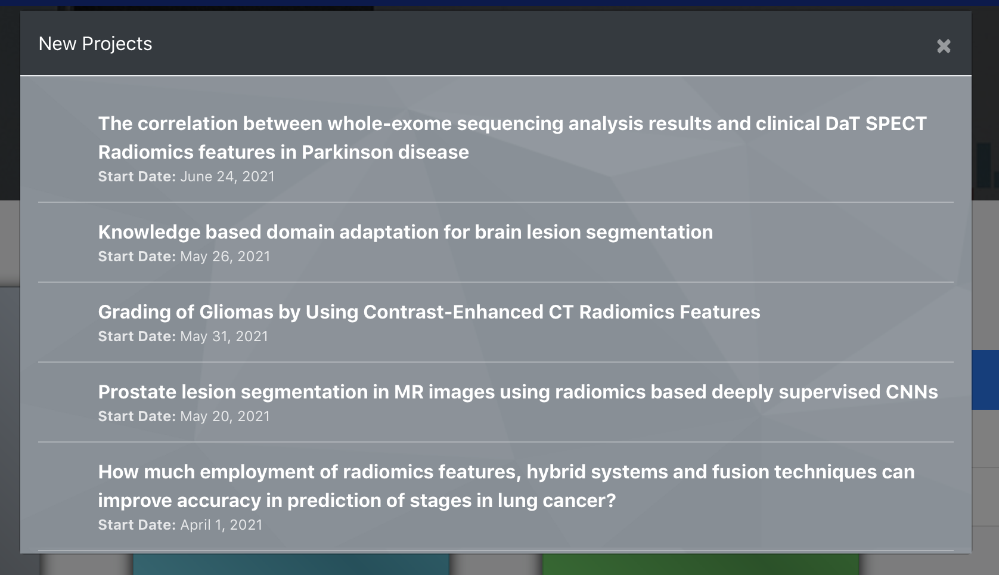 New Projects
The correlation between whole-exome sequencing analysis results and clinical DaT SPECT
Radiomics features in Parkinson disease
Start Date: June 24, 2021
Knowledge based domain adaptation for brain lesion segmentation
Start Date: May 26, 2021
Grading of Gliomas by Using Contrast-Enhanced CT Radiomics Features
Start Date: May 31, 2021
Prostate lesion segmentation in MR images using radiomics based deeply supervised CNNs
Start Date: May 20, 2021
How much employment of radiomics features, hybrid systems and fusion techniques can
improve accuracy in prediction of stages in lung cancer?
Start Date: April 1, 2021